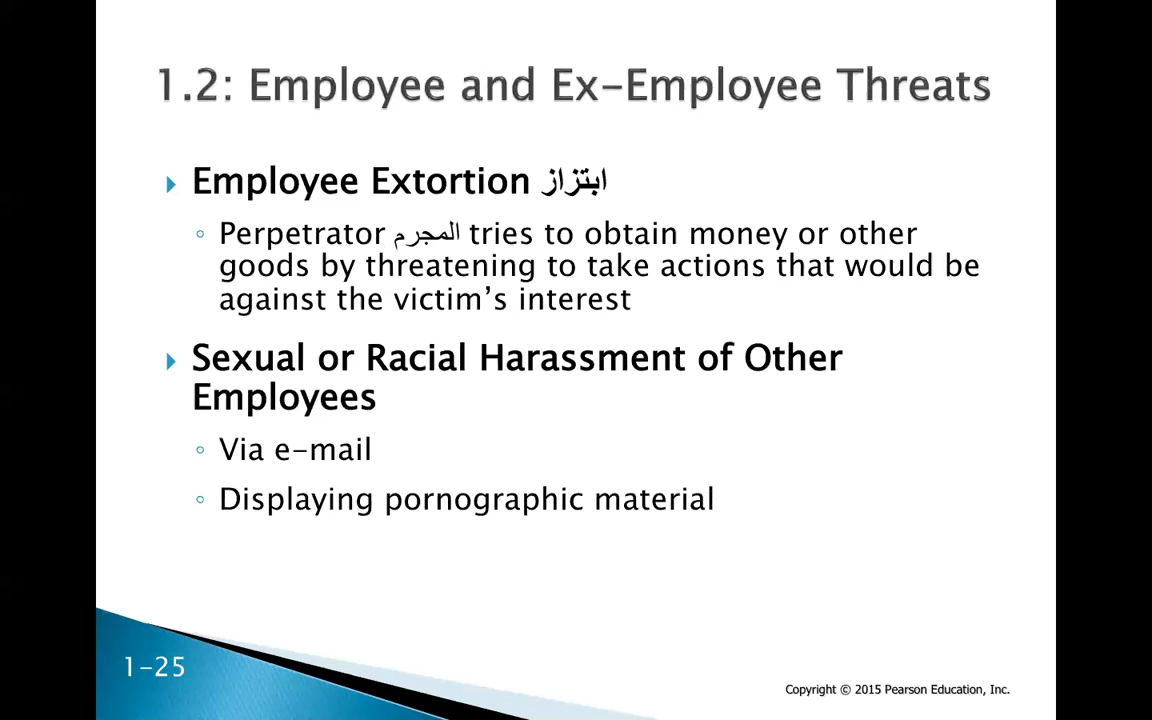 1.2: Employee and Ex-Employee Threats
Employee Extortion ابتزاز
Perpetrator المجرم tries to obtain money or other
goods by threatening to take actions that would be
against the victim’s interest
Sexual or Racial Harassment of Other
Employees
Via e-mail
Displaying pornographic material
1-25
Copyright © 2015 Pearson Education, Inc.